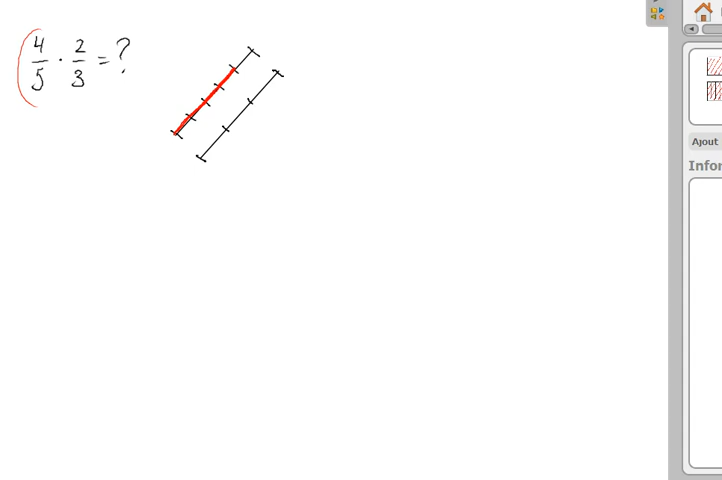 4/5 · 2/3 = ?
Ajout
Infor